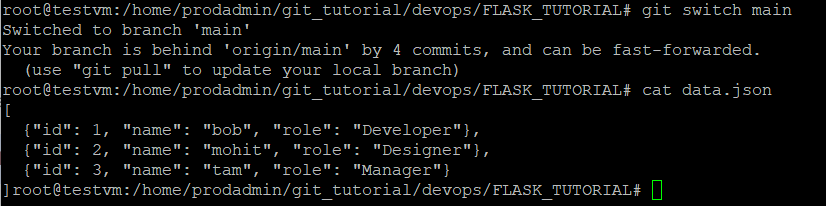 root@testvm:/home/prodadmin/git_tutorial/devops/FLASK_TUTORIAL# git switch main
Switched to branch 'main'
Your branch is behind 'origin/main' by 4 commits, and can be fast-forwarded.
  (use "git pull" to update your local branch)
root@testvm:/home/prodadmin/git_tutorial/devops/FLASK_TUTORIAL# cat data.json
[
  {"id": 1, "name": "bob", "role": "Developer"},
  {"id": 2, "name": "mohit", "role": "Designer"},
  {"id": 3, "name": "tam", "role": "Manager"}
]root@testvm:/home/prodadmin/git_tutorial/devops/FLASK_TUTORIAL#